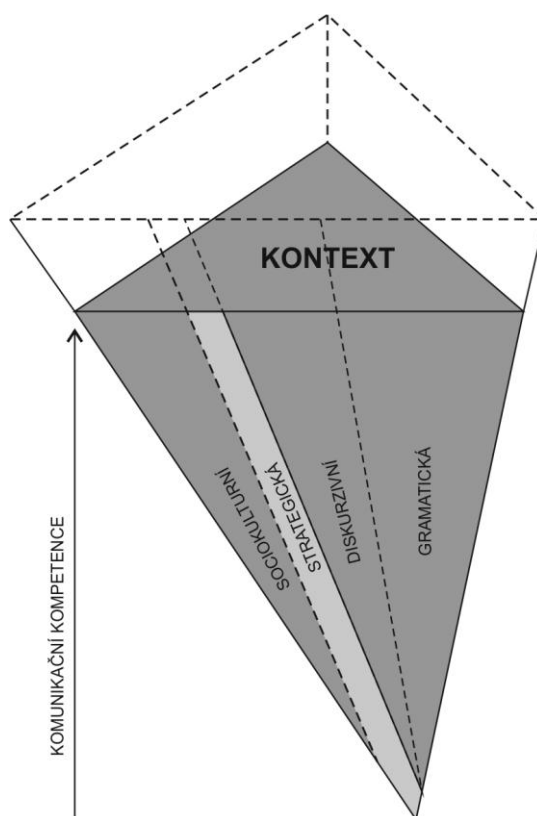 KONTEXT
KOMUNIKAČNÍ KOMPETENCE
SOCIOKULTURNÍ
STRATEGICKÁ
DISKURZIVNÍ
GRAMATICKÁ